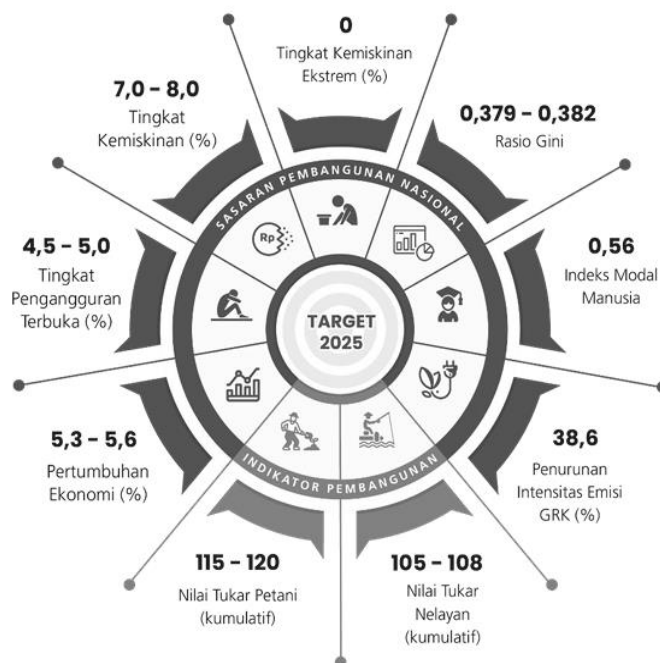 0
Tingkat Kemiskinan
Ekstrem (%)
7,0 – 8,0
Tingkat
Kemiskinan (%)
0,379 – 0,382
Rasio Gini
SASARAN PEMBANGUNAN NASIONAL
Rp
4,5 – 5,0
Tingkat
Pengangguran
Terbuka (%)
0,56
Indeks Modal
Manusia
TARGET
2025
5,3 – 5,6
Pertumbuhan
Ekonomi (%)
38,6
Penurunan
Intensitas Emisi
GRK (%)
INDIKATOR PEMBANGUNAN
115 – 120
Nilai Tukar Petani
(kumulatif)
105 – 108
Nilai Tukar
Nelayan
(kumulatif)